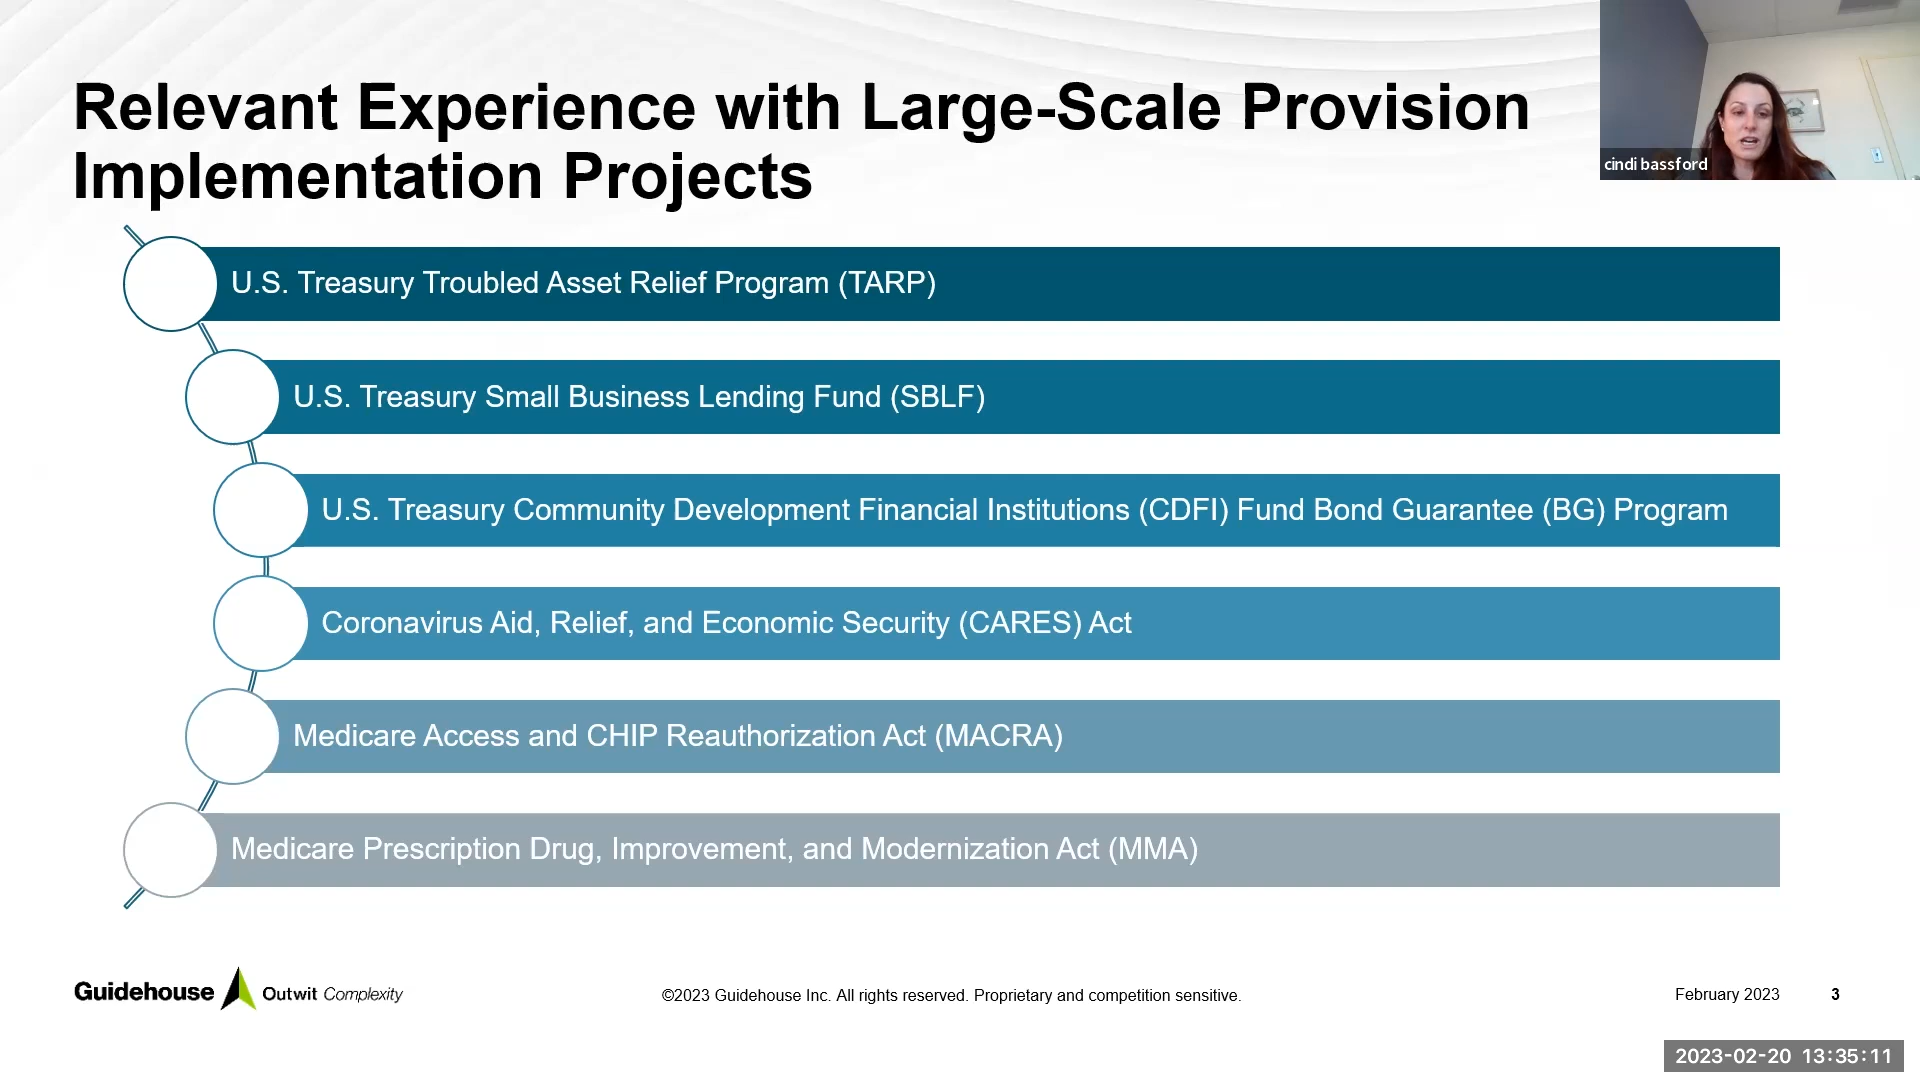 Relevant Experience with Large-Scale Provision
Implementation Projects
cindi bassford
U.S. Treasury Troubled Asset Relief Program (TARP)
U.S. Treasury Small Business Lending Fund (SBLF)
U.S. Treasury Community Development Financial Institutions (CDFI) Fund Bond Guarantee (BG) Program
Coronavirus Aid, Relief, and Economic Security (CARES) Act
Medicare Access and CHIP Reauthorization Act (MACRA)
Medicare Prescription Drug, Improvement, and Modernization Act (MMA)
Guidehouse Outwit Complexity
©2023 Guidehouse Inc. All rights reserved. Proprietary and competition sensitive.
February 2023 3
2023-02-20 13:35:11